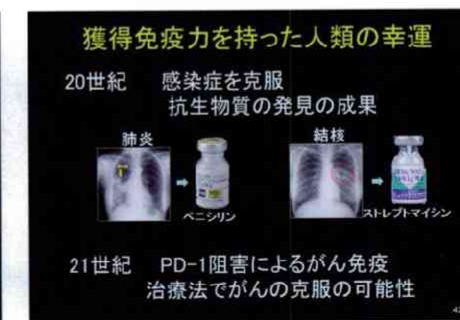 獲得免疫力を持った人類の幸運
20世紀 感染症を克服
抗生物質の発見の成果
肺炎
結核
ペニシリン
ストレプトマイシン
21世紀 PD-1阻害によるがん免疫
治療法でがんの克服の可能性